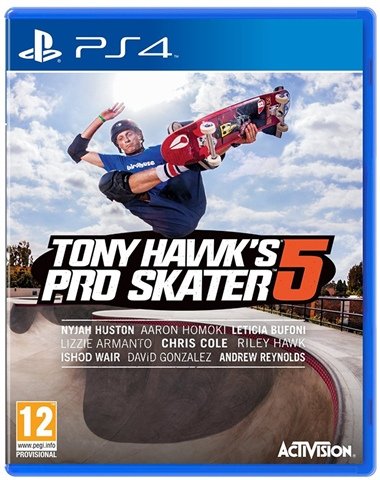 PS4
birdhouse
TONY HAWK'S
PRO SKATER 5
NYJAH HUSTON AARON HOMOKI LETICIA BUFONI
LIZZIE ARMANTO CHRIS COLE RILEY HAWK
ISHOD WAIR DAVID GONZALEZ ANDREW REYNOLDS
12
www.pegi.info
PROVISIONAL
ACTIVISION